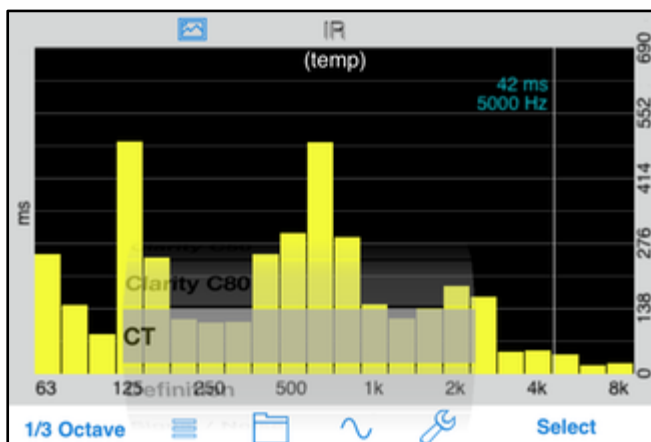 IR
(temp)
42 ms
5000 Hz
690
552
414
276
138
0
ms
Clarity C80
CT
Definition
63 125 250 500 1k 2k 4k 8k
1/3 Octave
Select